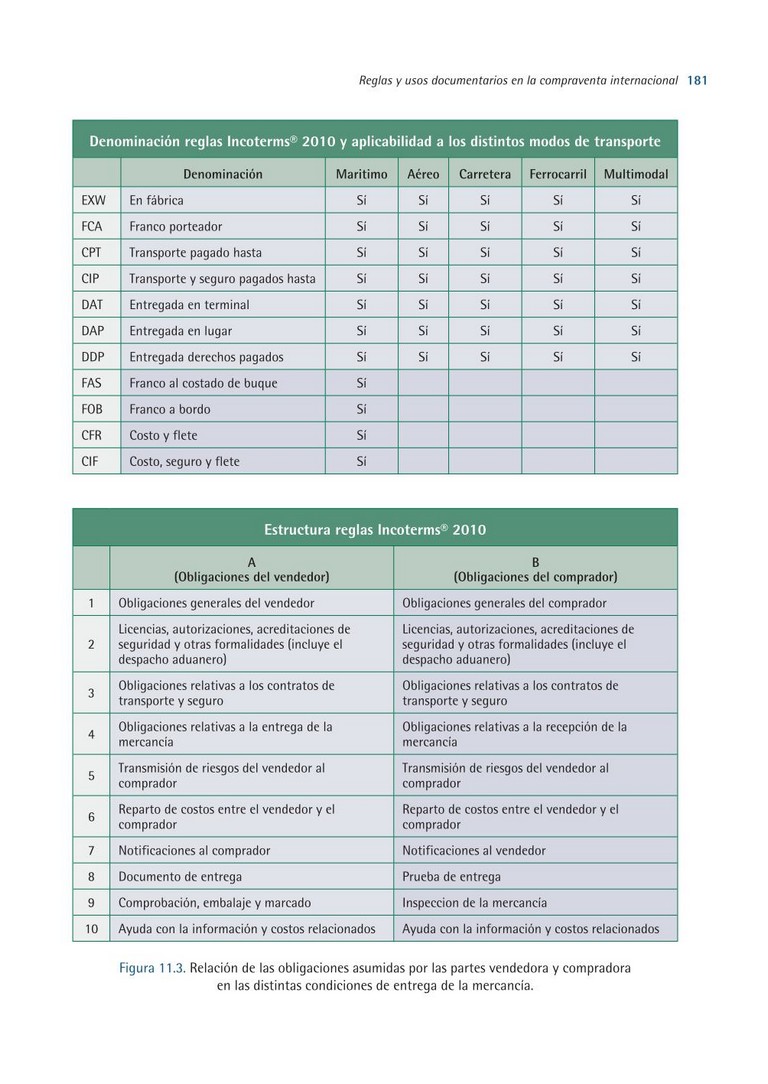 Reglas y usos documentarios en la compraventa internacional 181
Denominación reglas Incoterms® 2010 y aplicabilidad a los distintos modos de transporte
Denominación Maritimo Aéreo Carretera Ferrocarril Multimodal
EXW En fábrica Sí Sí Sí Sí Sí
FCA Franco porteador Sí Sí Sí Sí Sí
CPT Transporte pagado hasta Sí Sí Sí Sí Sí
CIP Transporte y seguro pagados hasta Sí Sí Sí Sí Sí
DAT Entregada en terminal Sí Sí Sí Sí Sí
DAP Entregada en lugar Sí Sí Sí Sí Sí
DDP Entregada derechos pagados Sí Sí Sí Sí Sí
FAS Franco al costado de buque Sí
FOB Franco a bordo Sí
CFR Costo y flete Sí
CIF Costo, seguro y flete Sí
Estructura reglas Incoterms® 2010
A
(Obligaciones del vendedor)
B
(Obligaciones del comprador)
1 Obligaciones generales del vendedor Obligaciones generales del comprador
2
Licencias, autorizaciones, acreditaciones de
seguridad y otras formalidades (incluye el
despacho aduanero)
Licencias, autorizaciones, acreditaciones de
seguridad y otras formalidades (incluye el
despacho aduanero)
3
Obligaciones relativas a los contratos de
transporte y seguro
Obligaciones relativas a los contratos de
transporte y seguro
4
Obligaciones relativas a la entrega de la
mercancía
Obligaciones relativas a la recepción de la
mercancía
5
Transmisión de riesgos del vendedor al
comprador
Transmisión de riesgos del vendedor al
comprador
6
Reparto de costos entre el vendedor y el
comprador
Reparto de costos entre el vendedor y el
comprador
7 Notificaciones al comprador Notificaciones al vendedor
8 Documento de entrega Prueba de entrega
9 Comprobación, embalaje y marcado Inspeccion de la mercancía
10 Ayuda con la información y costos relacionados Ayuda con la información y costos relacionados
Figura 11.3. Relación de las obligaciones asumidas por las partes vendedora y compradora
en las distintas condiciones de entrega de la mercancía.